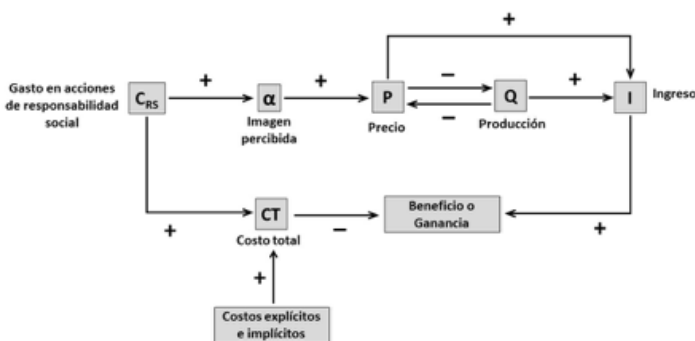 +
Gasto en acciones
de responsabilidad
social
C_RS
+
α
Imagen
percibida
+
P
Precio
−
−
Q
Producción
+
I
Ingreso
+
CT
Costo total
−
Beneficio o
Ganancia
+
+
Costos explícitos
e implícitos